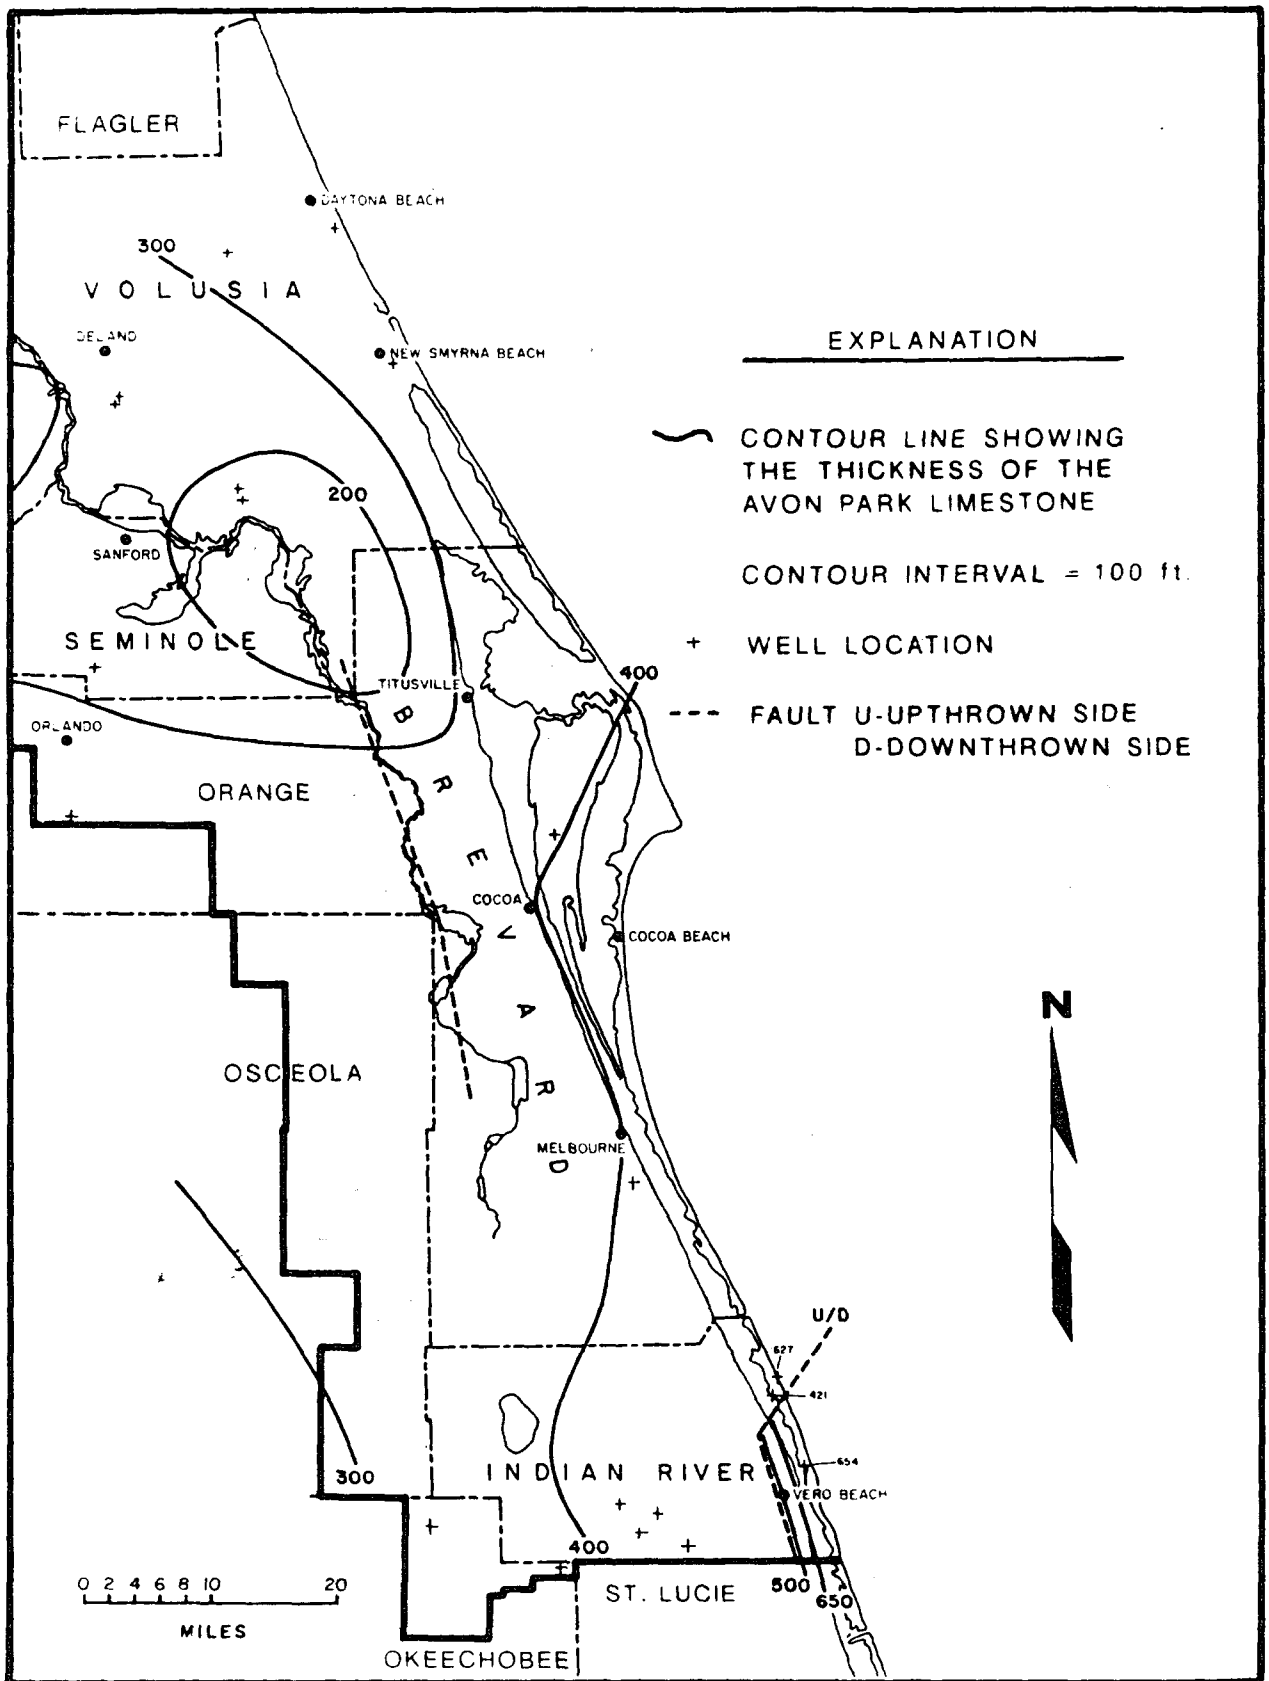 FLAGLER
DAYTONA BEACH
300
VOLUSIA
DELAND
NEW SMYRNA BEACH
EXPLANATION
CONTOUR LINE SHOWING
THE THICKNESS OF THE
AVON PARK LIMESTONE
200
SANFORD
CONTOUR INTERVAL = 100 ft.
SEMINOLE
WELL LOCATION
400
TITUSVILLE
FAULT U-UPTHROWN SIDE
D-DOWNTHROWN SIDE
ORLANDO
ORANGE
BREVARD
COCOA
COCOA BEACH
N
OSCEOLA
MELBOURNE
U/D
627
421
654
300
INDIAN RIVER
VERO BEACH
400
500
650
ST. LUCIE
0 2 4 6 8 10 20
MILES
OKEECHOBEE